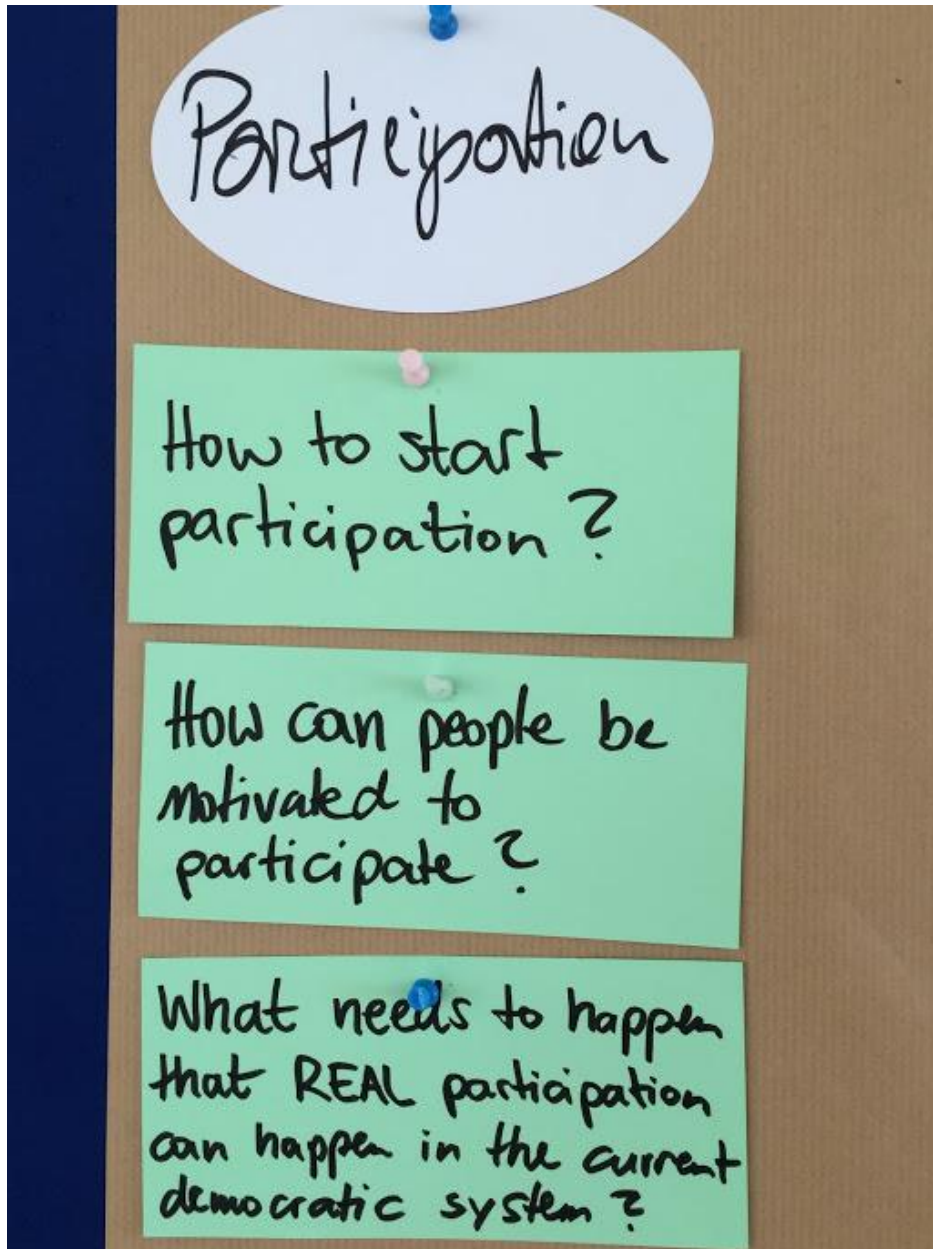 Participation
How to start
participation?
How can people be
motivated to
participate?
What needs to happen
that REAL participation
can happen in the current
democratic system?